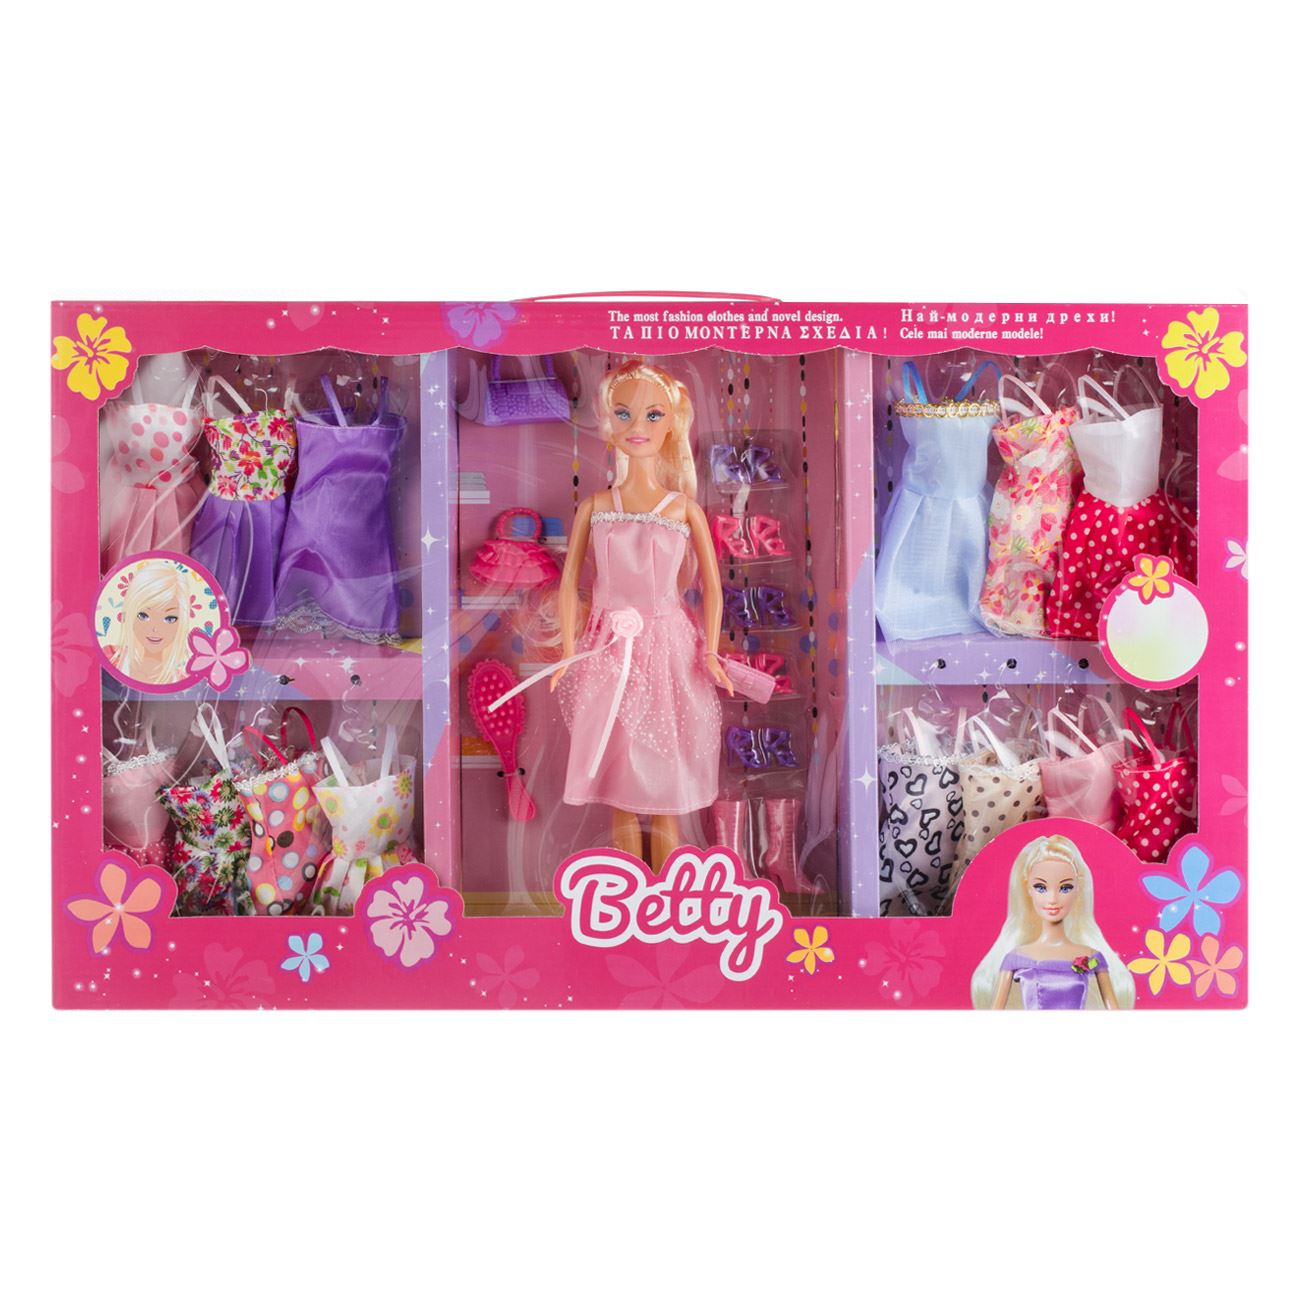 The most fashion clothes and novel design.
ΤΑ ΠΙΟ ΜΟΝΤΕΡΝΑ ΣΧΕΔΙΑ!
Най-модерни дрехи!
Cele mai moderne modele!
Betty